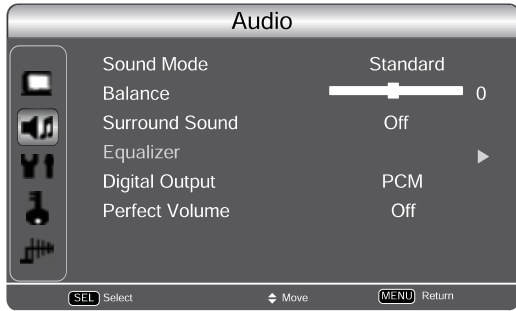 Audio
Sound Mode Standard
Balance 0
Surround Sound Off
Equalizer
Digital Output PCM
Perfect Volume Off
SEL Select Move MENU Return